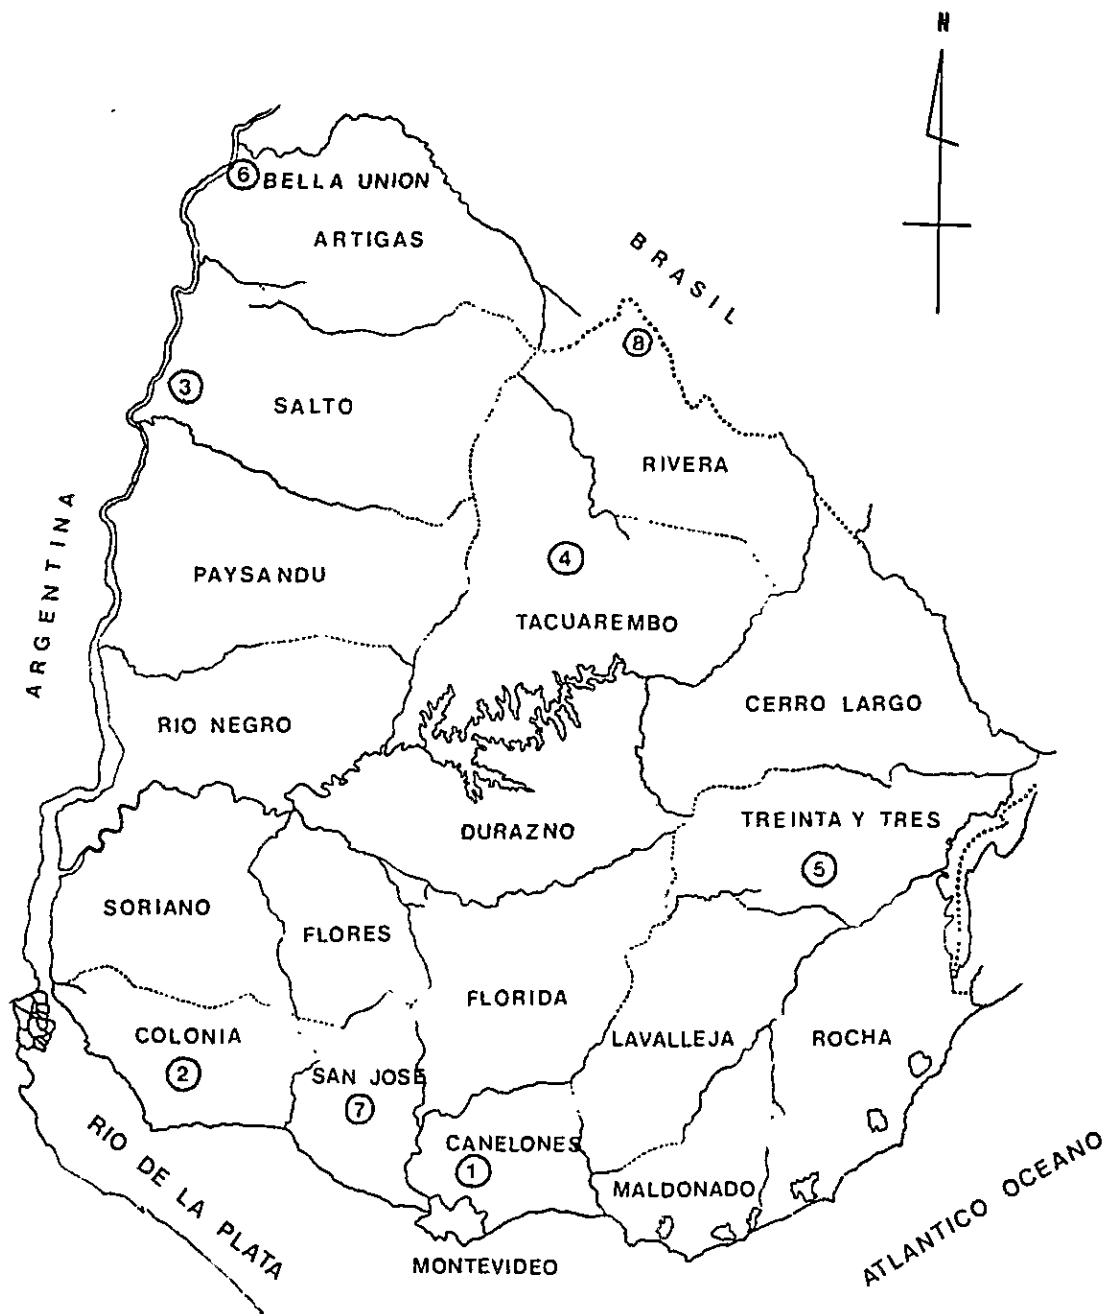 N
6 BELLA UNION
ARTIGAS
BRASIL
8
3
SALTO
RIVERA
ARGENTINA
4
PAYSANDU
TACUAREMBO
RIO NEGRO
CERRO LARGO
DURAZNO
TREINTA Y TRES
5
SORIANO
FLORES
FLORIDA
COLONIA
2
LAVALLEJA
ROCHA
SAN JOSE
7
CANELONES
1
RIO DE LA PLATA
MALDONADO
MONTEVIDEO
ATLANTICO OCEANO